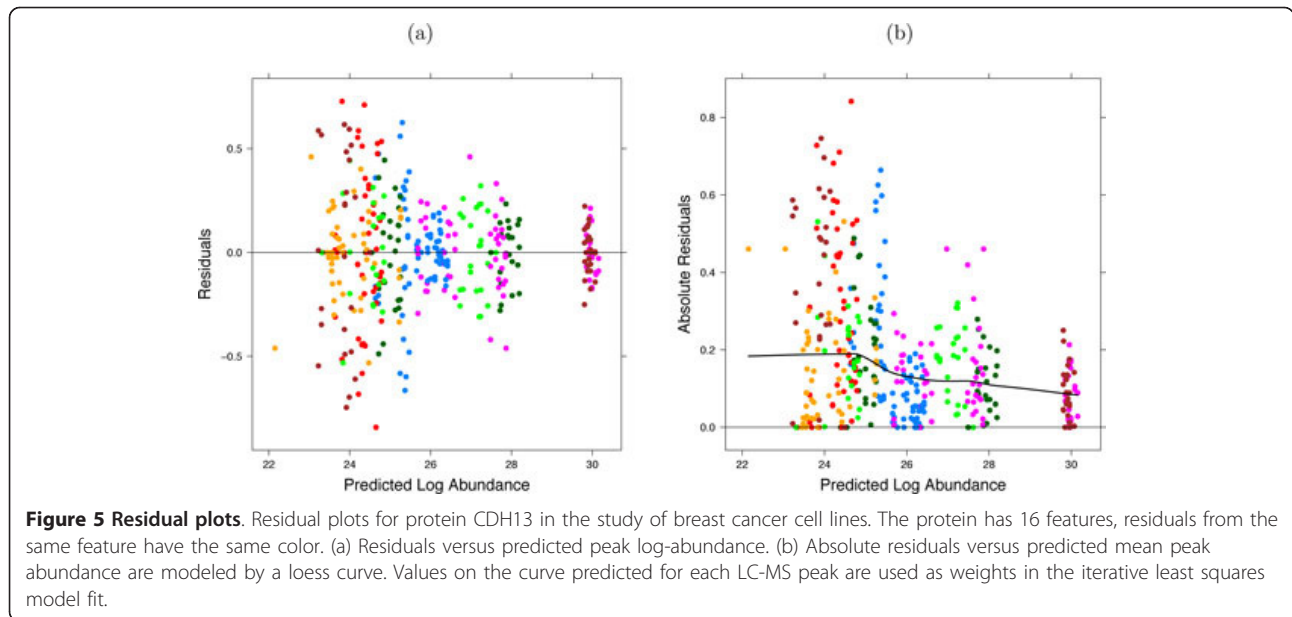 (a)
(b)
Residuals
0.5
0.0
−0.5
22 24 26 28 30
Predicted Log Abundance
Absolute Residuals
0.8
0.6
0.4
0.2
0.0
22 24 26 28 30
Predicted Log Abundance
Figure 5 Residual plots. Residual plots for protein CDH13 in the study of breast cancer cell lines. The protein has 16 features, residuals from the
same feature have the same color. (a) Residuals versus predicted peak log-abundance. (b) Absolute residuals versus predicted mean peak
abundance are modeled by a loess curve. Values on the curve predicted for each LC-MS peak are used as weights in the iterative least squares
model fit.